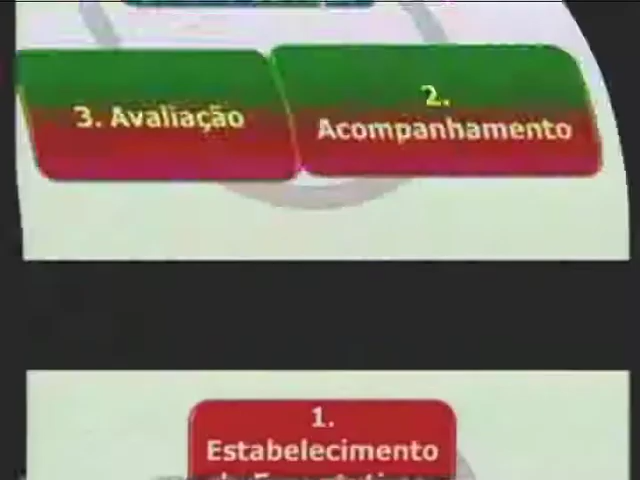 3. Avaliação
2.
Acompanhamento
1.
Estabelecimento